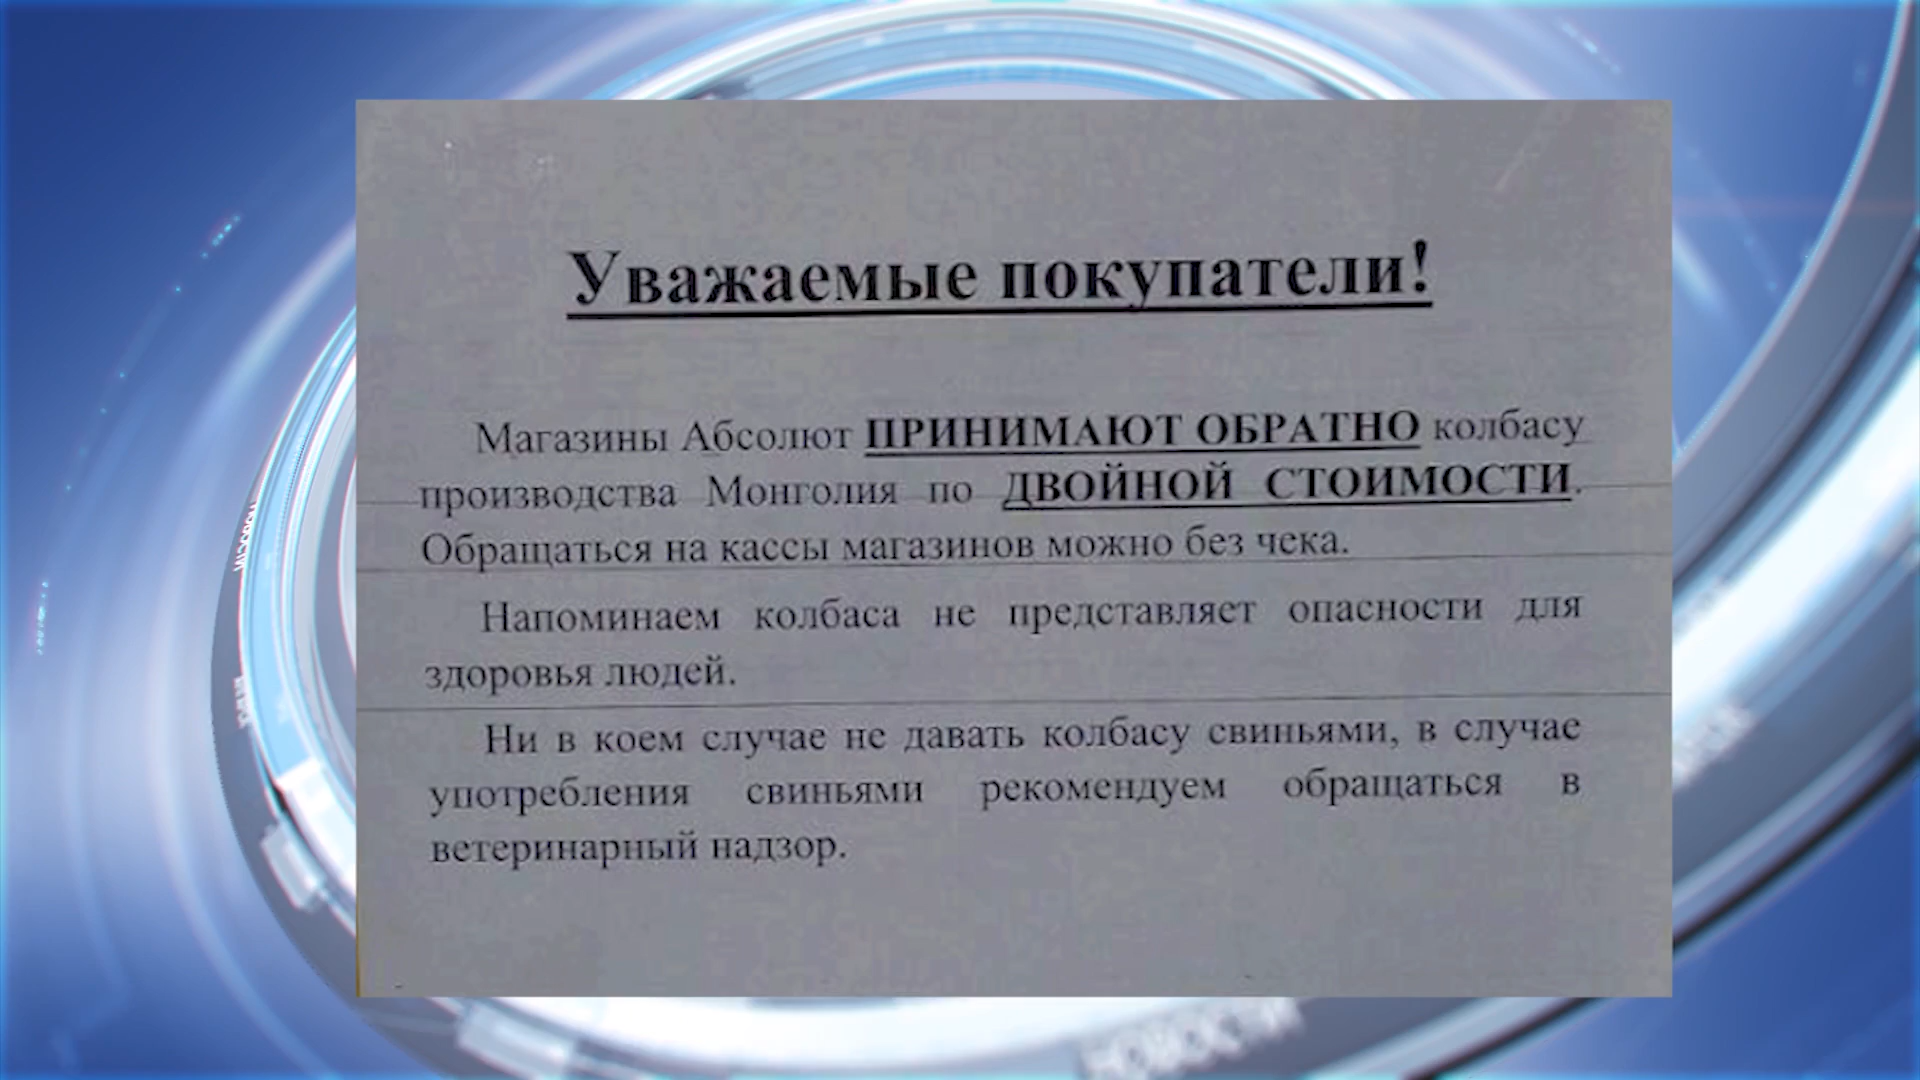 Уважаемые покупатели!
Магазины Абсолют ПРИНИМАЮТ ОБРАТНО колбасу
производства Монголия по ДВОЙНОЙ СТОИМОСТИ.
Обращаться на кассы магазинов можно без чека.
Напоминаем колбаса не представляет опасности для
здоровья людей.
Ни в коем случае не давать колбасу свиньями, в случае
употребления свиньями рекомендуем обращаться в
ветеринарный надзор.
НОВОСТИ
НОВОСТИ